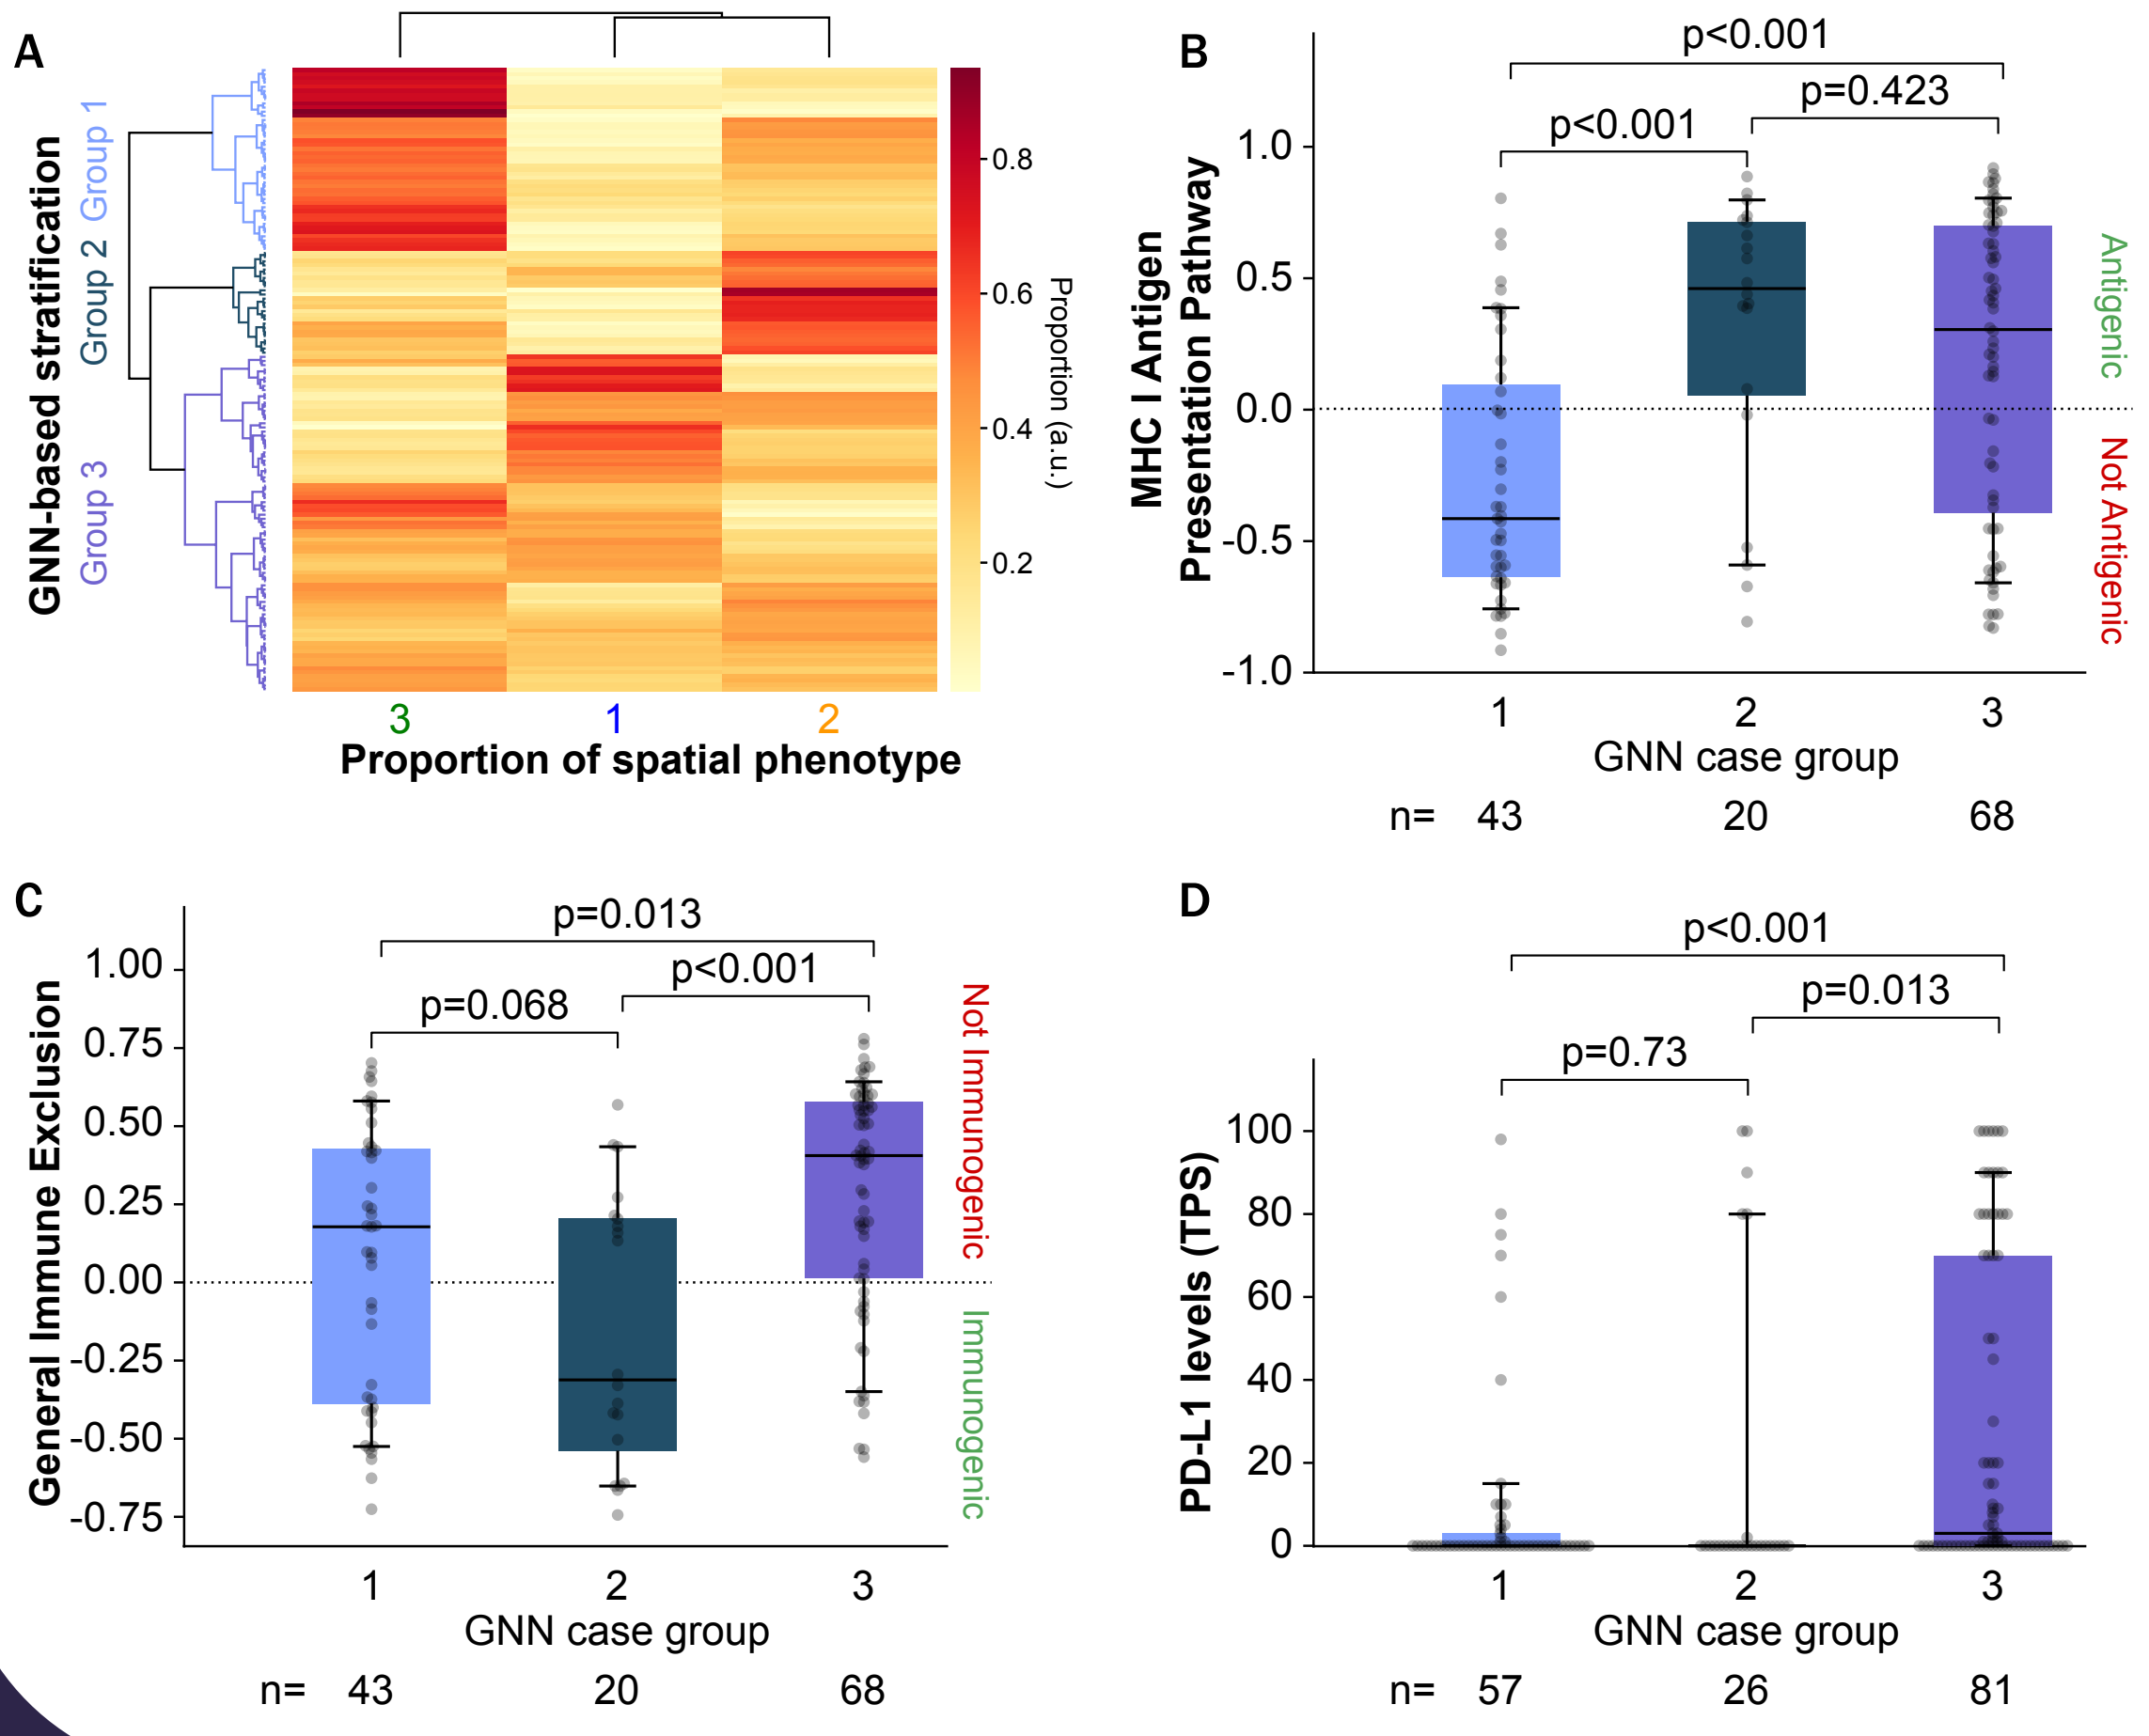 A
GNN-based stratification
Group 1
Group 2
Group 3
0.8
0.6
0.4
0.2
Proportion (a.u.)
3 1 2
Proportion of spatial phenotype
B
p<0.001
p=0.423
p<0.001
MHC I Antigen
Presentation Pathway
1.0
0.5
0.0
-0.5
-1.0
Antigenic
Not Antigenic
1 2 3
GNN case group
n= 43 20 68
C
p=0.013
p<0.001
p=0.068
General Immune Exclusion
1.00
0.75
0.50
0.25
0.00
-0.25
-0.50
-0.75
Not Immunogenic
Immunogenic
1 2 3
GNN case group
n= 43 20 68
D
p<0.001
p=0.013
p=0.73
PD-L1 levels (TPS)
100
80
60
40
20
0
1 2 3
GNN case group
n= 57 26 81